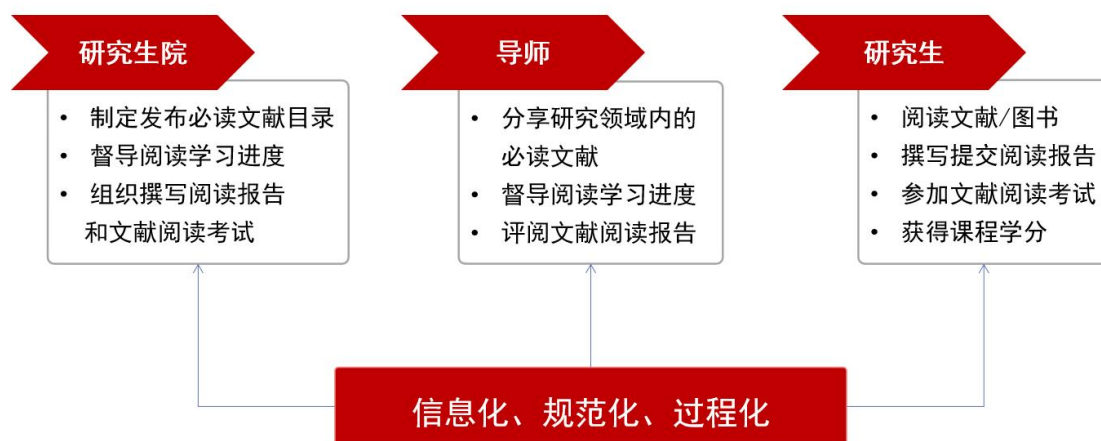 研究生院
• 制定发布必读文献目录
• 督导阅读学习进度
• 组织撰写阅读报告
和文献阅读考试
导师
• 分享研究领域内的
必读文献
• 督导阅读学习进度
• 评阅文献阅读报告
研究生
• 阅读文献/图书
• 撰写提交阅读报告
• 参加文献阅读考试
• 获得课程学分
信息化、规范化、过程化